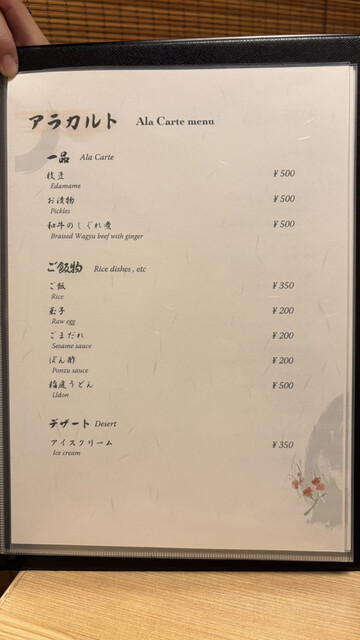 アラカルト Ala Carte menu
一品 Ala Carte
枝豆 ¥500
Edamame
お漬物 ¥500
Pickles
和牛のしぐれ煮 ¥500
Braised Wagyu beef with ginger
ご飯物 Rice dishes , etc
ご飯 ¥350
Rice
玉子 ¥200
Raw egg
ごまだれ ¥200
Sesame sauce
ぽん酢 ¥200
Ponzu sauce
稲庭うどん ¥500
Udon
デザート Desert
アイスクリーム ¥350
Ice cream